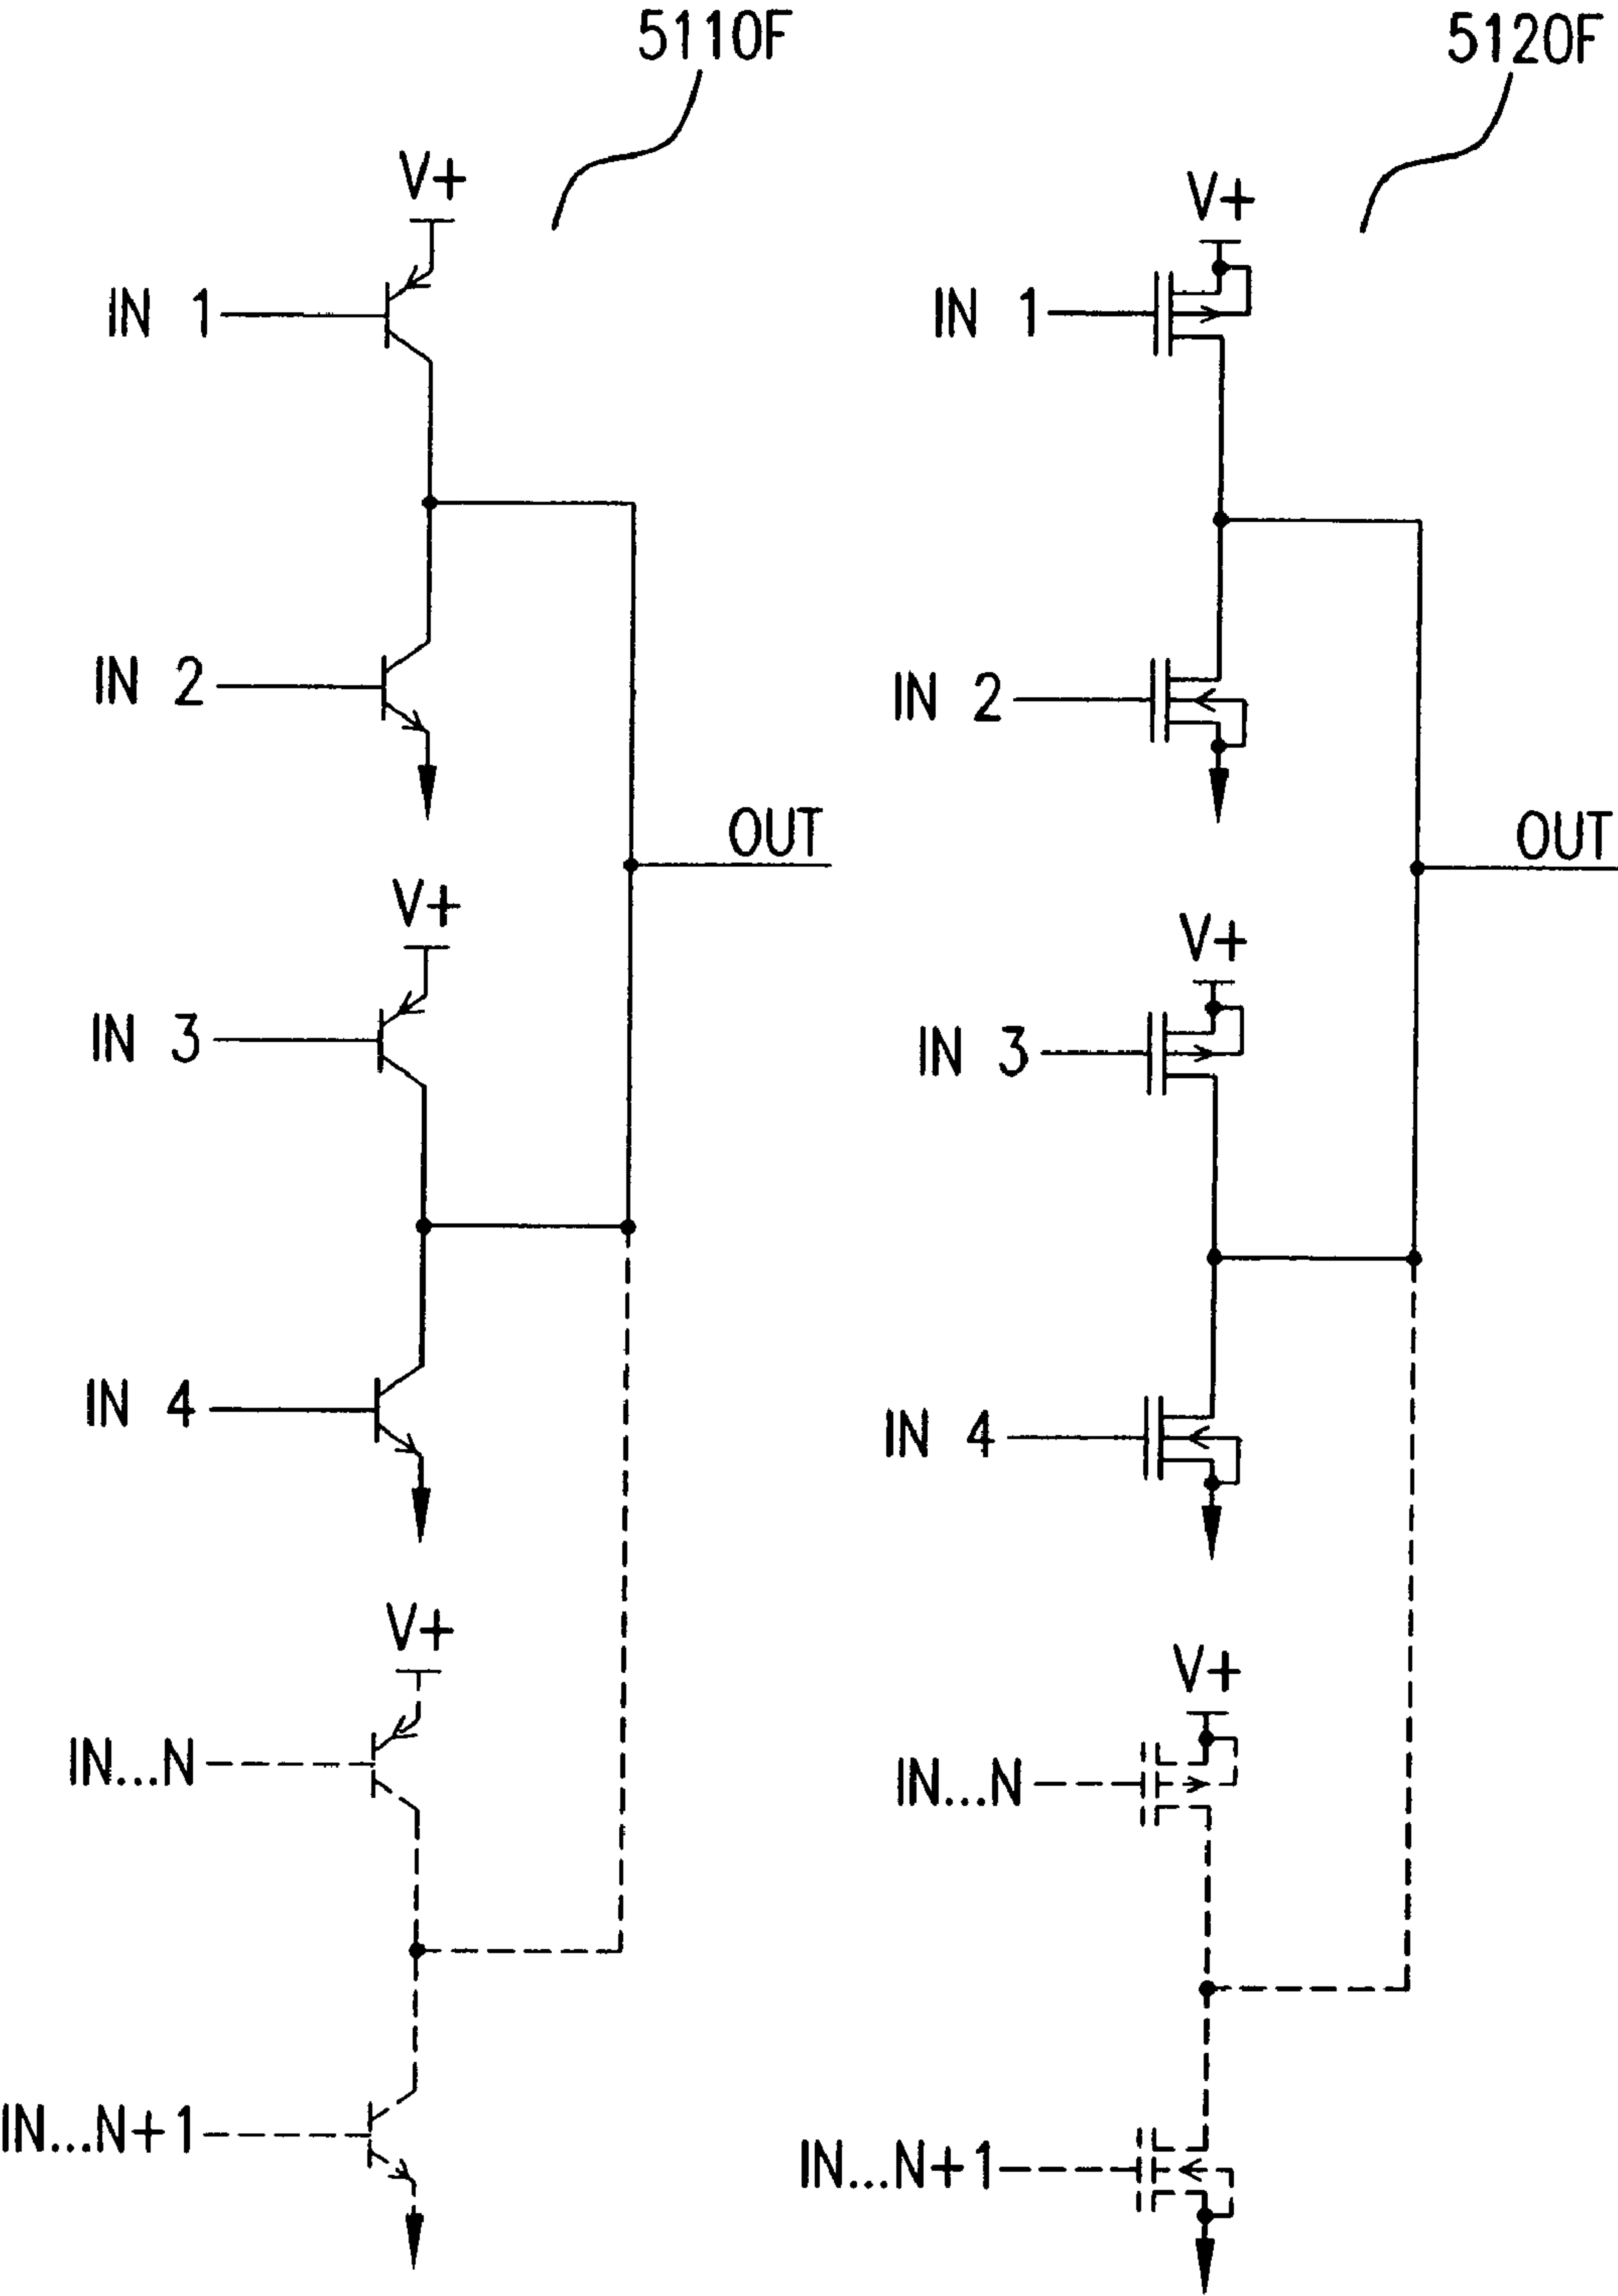 5110F
V+
IN 1
IN 2
OUT
V+
IN 3
IN 4
V+
IN...N
IN...N+1
5120F
V+
IN 1
IN 2
OUT
V+
IN 3
IN 4
V+
IN...N
IN...N+1